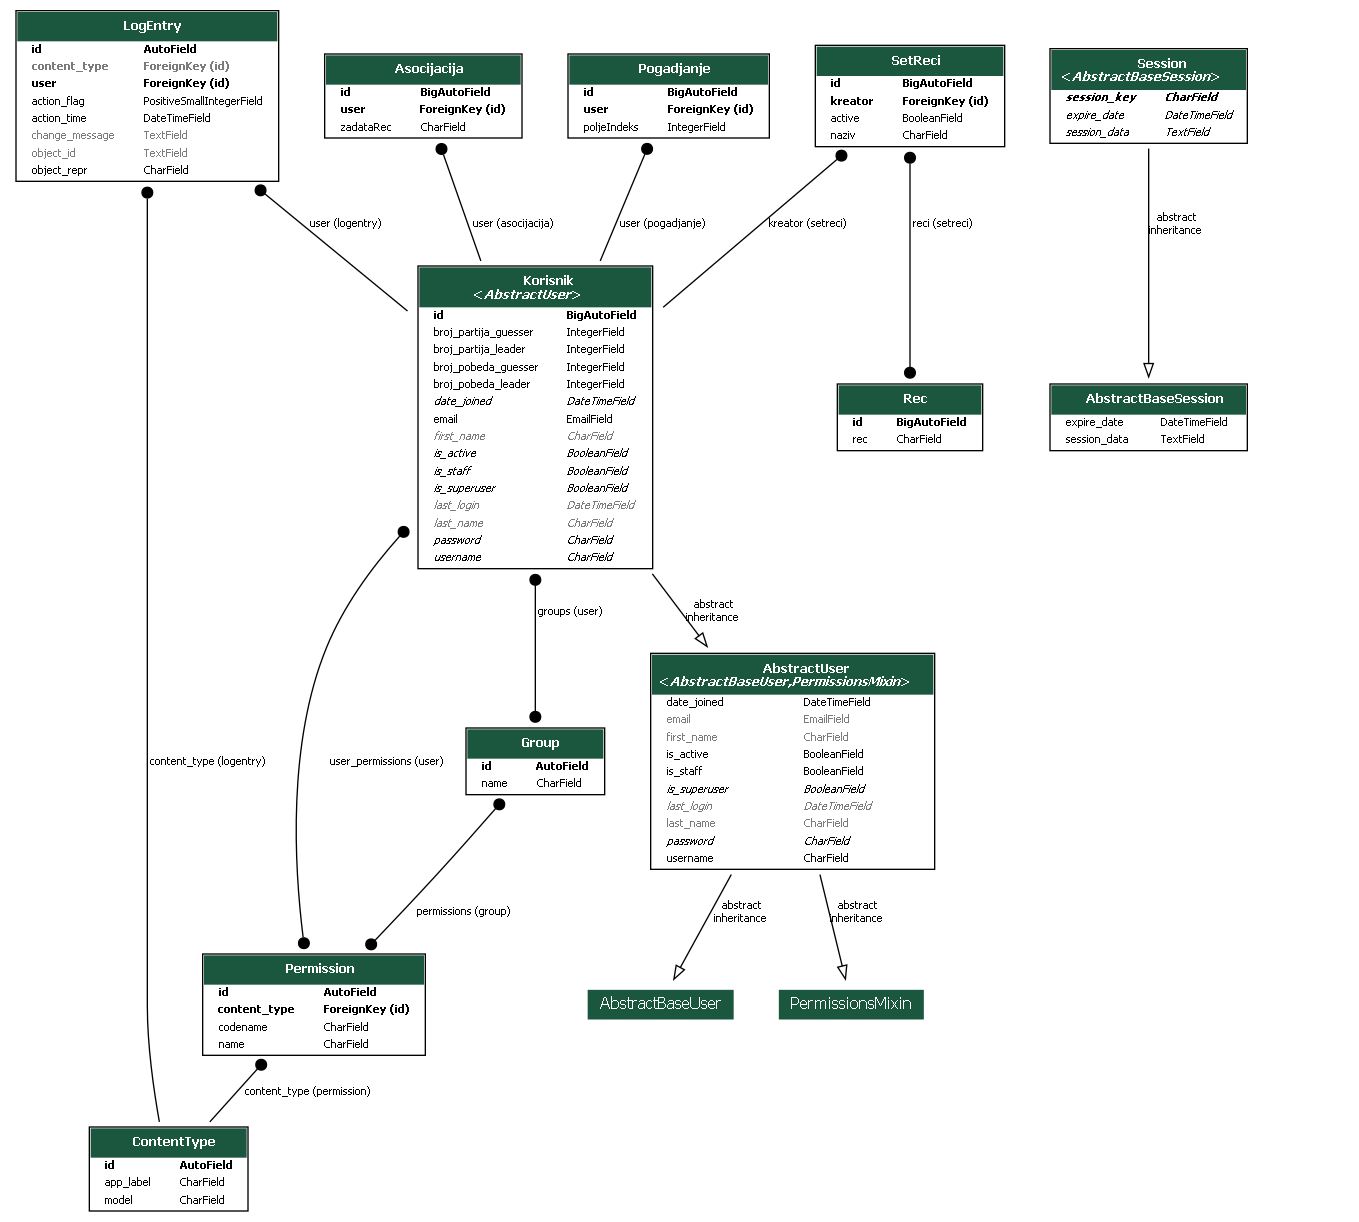 LogEntry
id AutoField
content_type ForeignKey (id)
user ForeignKey (id)
action_flag PositiveSmallIntegerField
action_time DateTimeField
change_message TextField
object_id TextField
object_repr CharField
Asocijacija
id BigAutoField
user ForeignKey (id)
zadataRec CharField
Pogadjanje
id BigAutoField
user ForeignKey (id)
poljeIndeks IntegerField
SetReci
id BigAutoField
kreator ForeignKey (id)
active BooleanField
naziv CharField
Session
<AbstractBaseSession>
session_key CharField
expire_date DateTimeField
session_data TextField
user (logentry)
user (asocijacija)
user (pogadjanje)
kreator (setreci)
reci (setreci)
abstract
inheritance
Korisnik
<AbstractUser>
id BigAutoField
broj_partija_guesser IntegerField
broj_partija_leader IntegerField
broj_pobeda_guesser IntegerField
broj_pobeda_leader IntegerField
date_joined DateTimeField
email EmailField
first_name CharField
is_active BooleanField
is_staff BooleanField
is_superuser BooleanField
last_login DateTimeField
last_name CharField
password CharField
username CharField
Rec
id BigAutoField
rec CharField
AbstractBaseSession
expire_date DateTimeField
session_data TextField
groups (user)
abstract
inheritance
AbstractUser
<AbstractBaseUser,PermissionsMixin>
date_joined DateTimeField
email EmailField
first_name CharField
is_active BooleanField
is_staff BooleanField
is_superuser BooleanField
last_login DateTimeField
last_name CharField
password CharField
username CharField
Group
id AutoField
name CharField
content_type (logentry)
user_permissions (user)
permissions (group)
abstract
inheritance
abstract
inheritance
AbstractBaseUser
PermissionsMixin
Permission
id AutoField
content_type ForeignKey (id)
codename CharField
name CharField
content_type (permission)
ContentType
id AutoField
app_label CharField
model CharField